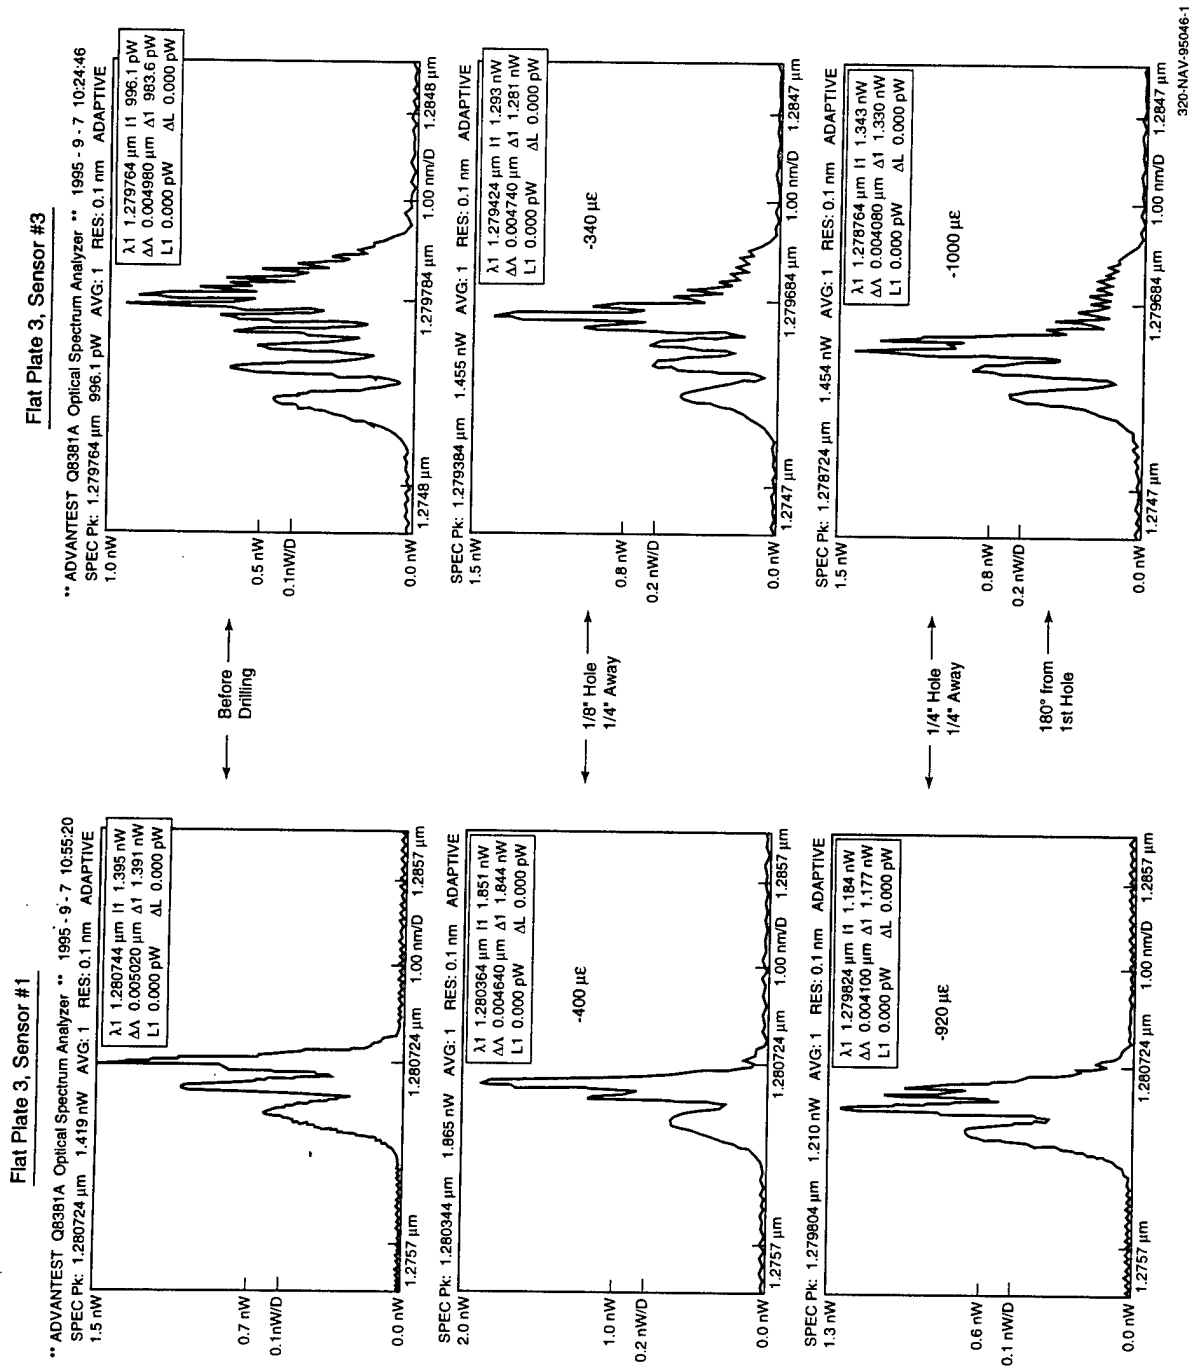 Flat Plate 3, Sensor #1
** ADVANTEST Q8381A Optical Spectrum Analyzer ** 1995 - 9 - 7 10:55:20
SPEC Pk: 1.280724 µm 1.419 nW AVG: 1 RES: 0.1 nm ADAPTIVE
1.5 nW
λ1 1.280744 µm I1 1.395 nW
ΔΛ 0.005020 µm Δ1 1.391 nW
L1 0.000 pW ΔL 0.000 pW
0.7 nW
0.1nW/D
0.0 nW
1.2757 µm 1.280724 µm 1.00 nm/D 1.2857 µm
SPEC Pk: 1.280344 µm 1.865 nW AVG: 1 RES: 0.1 nm ADAPTIVE
2.0 nW
λ1 1.280364 µm I1 1.851 nW
ΔΛ 0.004640 µm Δ1 1.844 nW
L1 0.000 pW ΔL 0.000 pW
-400 µε
1.0 nW
0.2 nW/D
0.0 nW
1.2757 µm 1.280724 µm 1.00 nm/D 1.2857 µm
SPEC Pk: 1.279804 µm 1.210 nW AVG: 1 RES: 0.1 nm ADAPTIVE
1.3 nW
λ1 1.279824 µm I1 1.184 nW
ΔΛ 0.004100 µm Δ1 1.177 nW
L1 0.000 pW ΔL 0.000 pW
-920 µε
0.6 nW
0.1 nW/D
0.0 nW
1.2757 µm 1.280724 µm 1.00 nm/D 1.2857 µm
Before
Drilling
1/8" Hole
1/4" Away
1/4" Hole
1/4" Away
180° from
1st Hole
Flat Plate 3, Sensor #3
** ADVANTEST Q8381A Optical Spectrum Analyzer ** 1995 - 9 - 7 10:24:46
SPEC Pk: 1.279764 µm 996.1 pW AVG: 1 RES: 0.1 nm ADAPTIVE
1.0 nW
λ1 1.279764 µm I1 996.1 pW
ΔΛ 0.004980 µm Δ1 983.6 pW
L1 0.000 pW ΔL 0.000 pW
0.5 nW
0.1nW/D
0.0 nW
1.2748 µm 1.279784 µm 1.00 nm/D 1.2848 µm
SPEC Pk: 1.279384 µm 1.455 nW AVG: 1 RES: 0.1 nm ADAPTIVE
1.5 nW
λ1 1.279424 µm I1 1.293 nW
ΔΛ 0.004740 µm Δ1 1.281 nW
L1 0.000 pW ΔL 0.000 pW
-340 µε
0.8 nW
0.2 nW/D
0.0 nW
1.2747 µm 1.279684 µm 1.00 nm/D 1.2847 µm
SPEC Pk: 1.278724 µm 1.454 nW AVG: 1 RES: 0.1 nm ADAPTIVE
1.5 nW
λ1 1.278764 µm I1 1.343 nW
ΔΛ 0.004080 µm Δ1 1.330 nW
L1 0.000 pW ΔL 0.000 pW
-1000 µε
0.8 nW
0.2 nW/D
0.0 nW
1.2747 µm 1.279684 µm 1.00 nm/D 1.2847 µm
320-NAV-95046-1